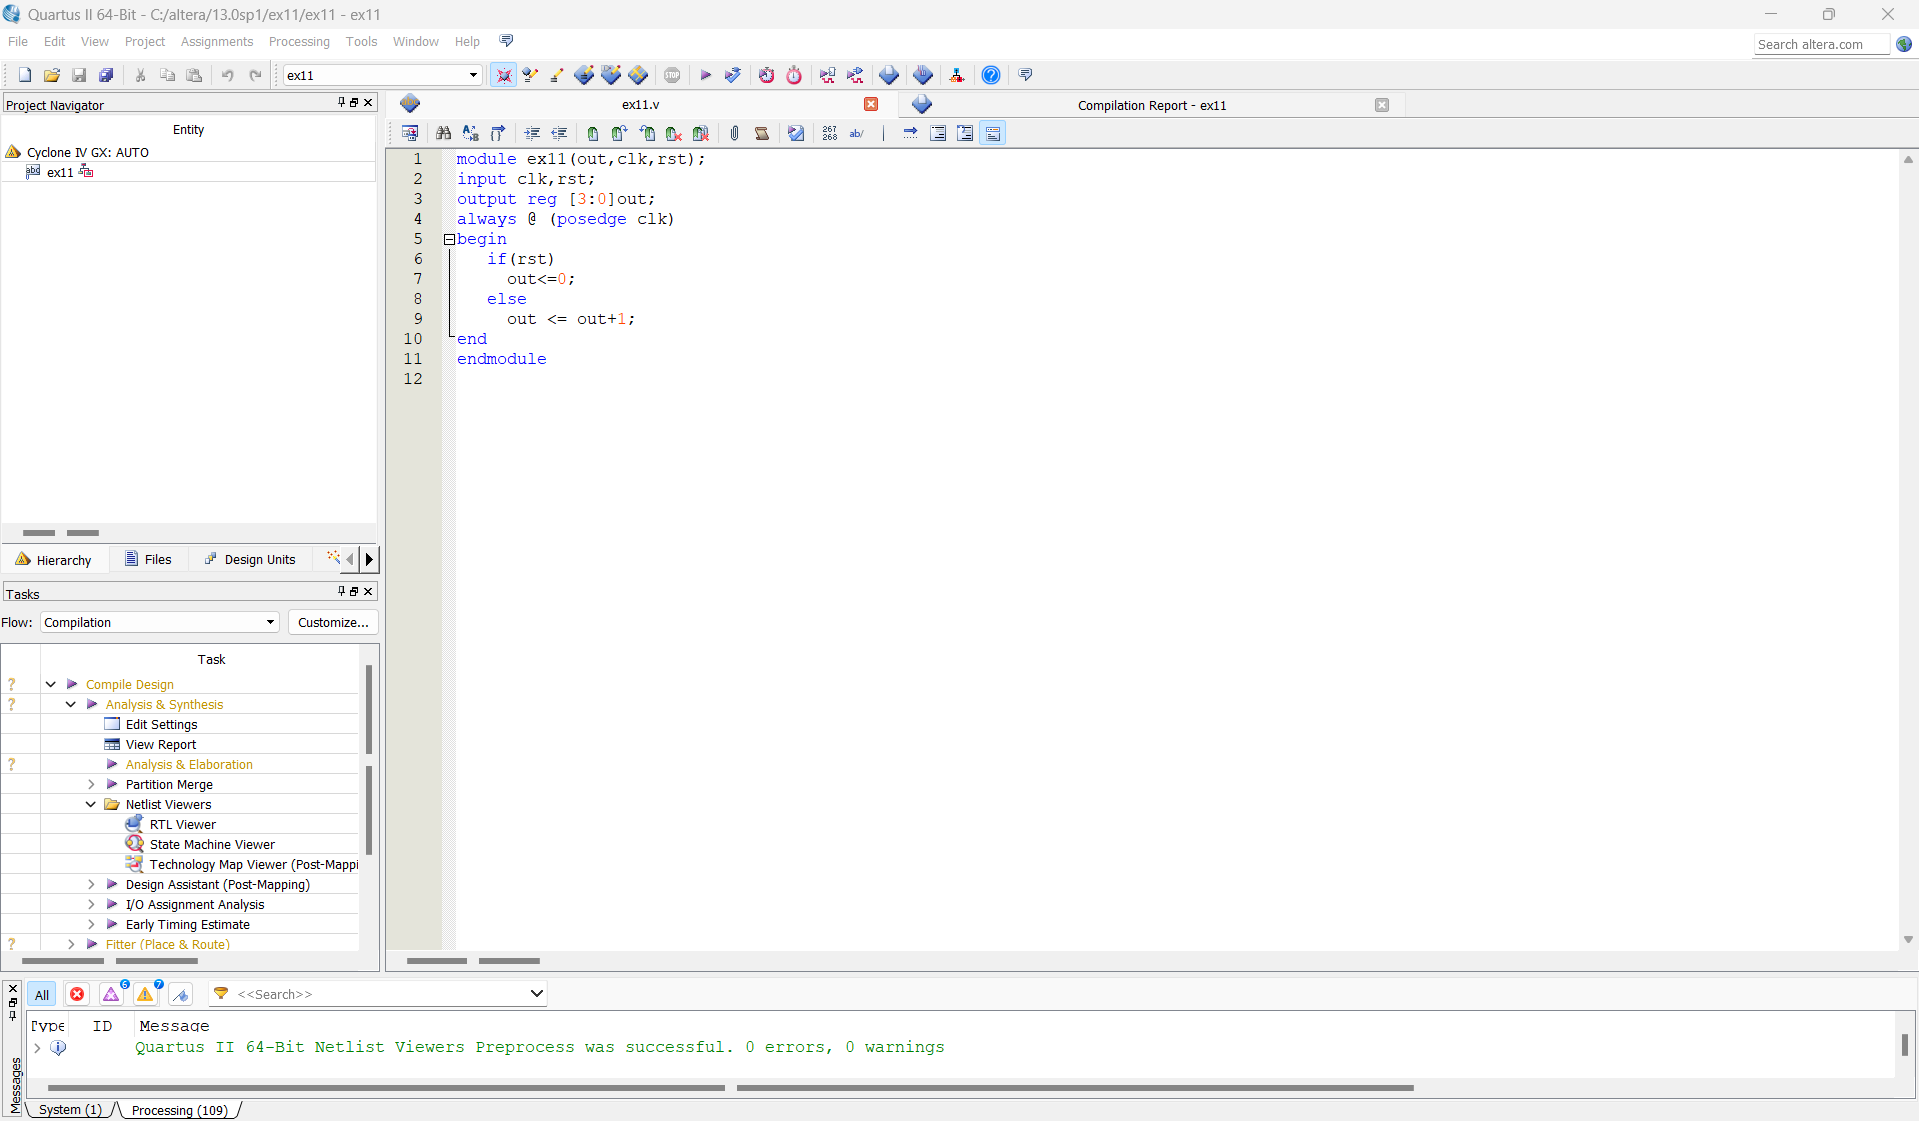 Quartus II 64-Bit - C:/altera/13.0sp1/ex11/ex11 - ex11
File Edit View Project Assignments Processing Tools Window Help
Search altera.com
ex11
Project Navigator
Entity
Cyclone IV GX: AUTO
abd ex11
Hierarchy Files Design Units
Tasks
Flow: Compilation Customize...
Task
? Compile Design
? Analysis & Synthesis
Edit Settings
View Report
? Analysis & Elaboration
Partition Merge
Netlist Viewers
RTL Viewer
State Machine Viewer
Technology Map Viewer (Post-Mappi
Design Assistant (Post-Mapping)
I/O Assignment Analysis
Early Timing Estimate
? Fitter (Place & Route)
ex11.v Compilation Report - ex11
267 268 ab/
1 module ex11(out,clk,rst);
2 input clk,rst;
3 output reg [3:0]out;
4 always @ (posedge clk)
5 begin
6 if(rst)
7 out<=0;
8 else
9 out <= out+1;
10 end
11 endmodule
12
All 6 7 <<Search>>
Type ID Message
Quartus II 64-Bit Netlist Viewers Preprocess was successful. 0 errors, 0 warnings
Messages
System (1) Processing (109)